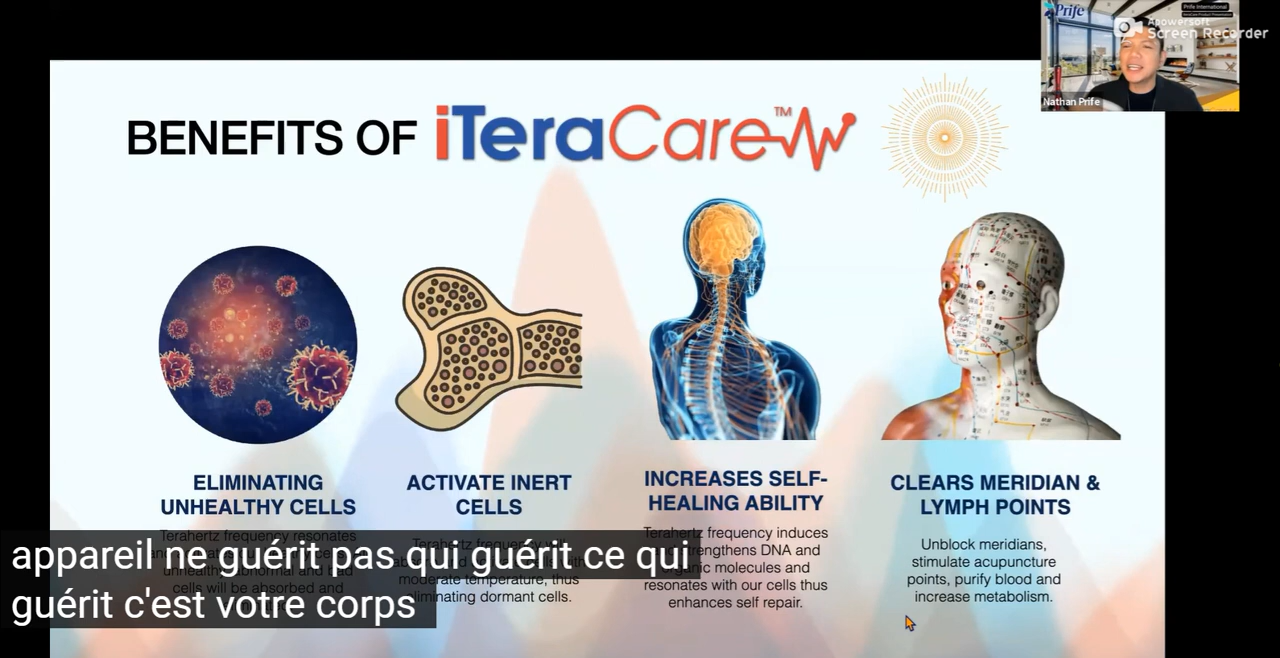 Prife
Prife International
Apowersoft
Screen Recorder
Nathan Prife
BENEFITS OF iTeraCare™
ELIMINATING
UNHEALTHY CELLS
Terahertz frequency resonates
cells will be absorbed and
ACTIVATE INERT
CELLS
Terahertz frequency will
moderate temperature, thus
eliminating dormant cells.
INCREASES SELF-
HEALING ABILITY
Terahertz frequency induces
strengthens DNA and
organic molecules and
resonates with our cells thus
enhances self repair.
CLEARS MERIDIAN &
LYMPH POINTS
Unblock meridians,
stimulate acupuncture
points, purify blood and
increase metabolism.
appareil ne guérit pas qui guérit ce qui
guérit c'est votre corps